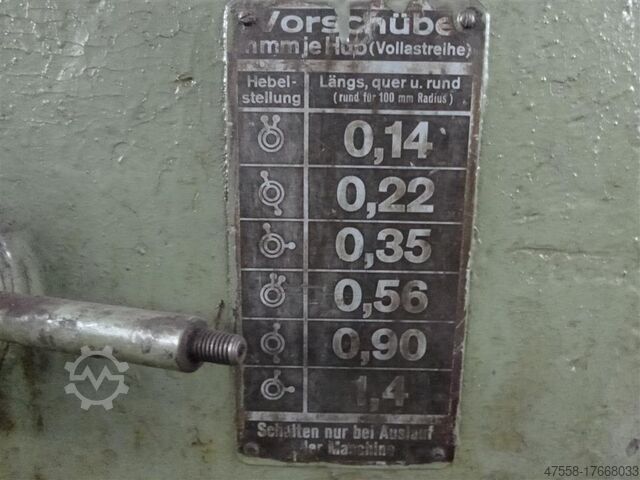 Vorschübe
in mm je Hub (Vollastreihe)
Hebel- Längs, quer u. rund
stellung (rund für 100 mm Radius)
0,14
0,22
0,35
0,56
0,90
1,4
Schalten nur bei Auslauf
der Maschine
47558-17668033